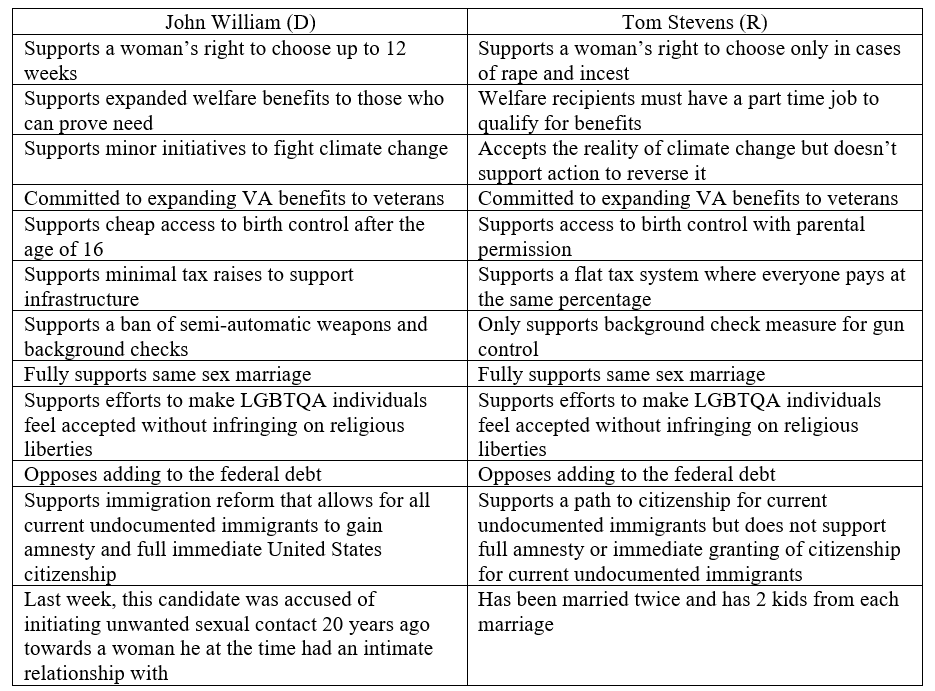 John William (D)
Tom Stevens (R)
Supports a woman's right to choose up to 12
weeks
Supports a woman's right to choose only in cases
of rape and incest
Supports expanded welfare benefits to those who
can prove need
Welfare recipients must have a part time job to
qualify for benefits
Supports minor initiatives to fight climate change
Accepts the reality of climate change but doesn't
support action to reverse it
Committed to expanding VA benefits to veterans
Committed to expanding VA benefits to veterans
Supports cheap access to birth control after the
age of 16
Supports access to birth control with parental
permission
Supports minimal tax raises to support
infrastructure
Supports a flat tax system where everyone pays at
the same percentage
Supports a ban of semi-automatic weapons and
background checks
Only supports background check measure for gun
control
Fully supports same sex marriage
Fully supports same sex marriage
Supports efforts to make LGBTQA individuals
feel accepted without infringing on religious
liberties
Supports efforts to make LGBTQA individuals
feel accepted without infringing on religious
liberties
Opposes adding to the federal debt
Opposes adding to the federal debt
Supports immigration reform that allows for all
current undocumented immigrants to gain
amnesty and full immediate United States
citizenship
Supports a path to citizenship for current
undocumented immigrants but does not support
full amnesty or immediate granting of citizenship
for current undocumented immigrants
Last week, this candidate was accused of
initiating unwanted sexual contact 20 years ago
towards a woman he at the time had an intimate
relationship with
Has been married twice and has 2 kids from each
marriage